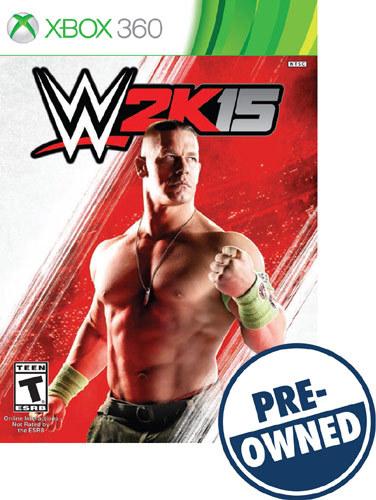 XBOX 360
NTSC
W 2K15
TEEN
T
ESRB
Online Interactions
Not Rated by
the ESRB
PRE-
OWNED